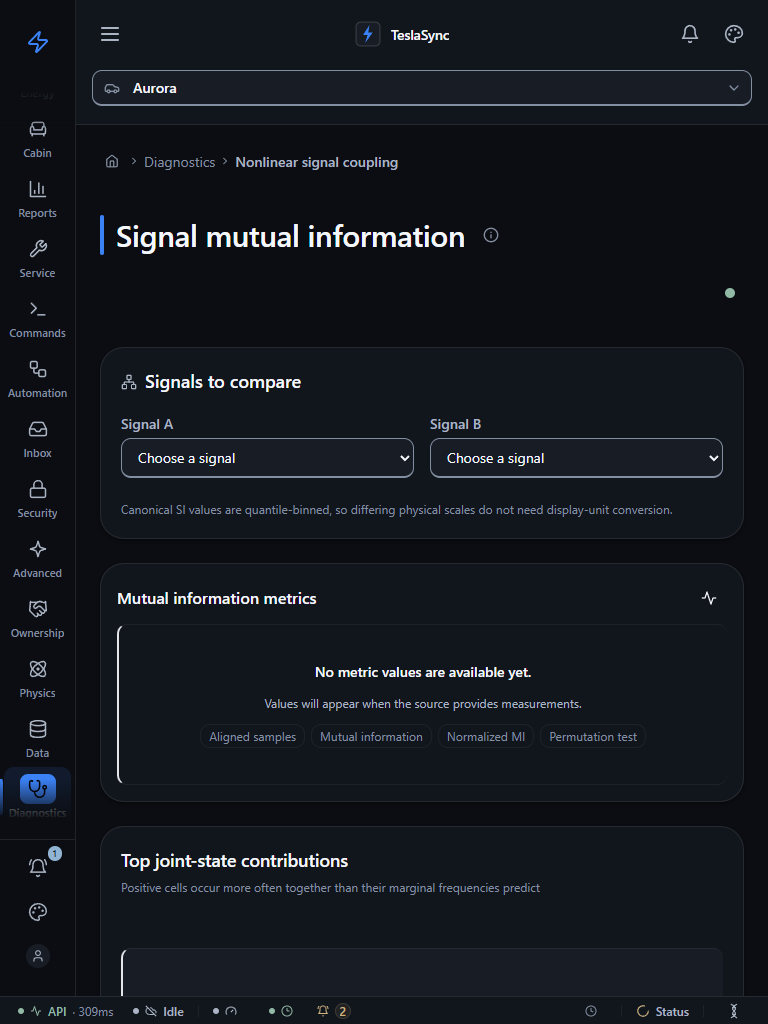 TeslaSync
Aurora
Energy
Cabin
Reports
Service
Commands
Automation
Inbox
Security
Advanced
Ownership
Physics
Data
Diagnostics
1
Diagnostics
Nonlinear signal coupling
Signal mutual information
Signals to compare
Signal A
Signal B
Choose a signal
Choose a signal
Canonical SI values are quantile-binned, so differing physical scales do not need display-unit conversion.
Mutual information metrics
No metric values are available yet.
Values will appear when the source provides measurements.
Aligned samples
Mutual information
Normalized MI
Permutation test
Top joint-state contributions
Positive cells occur more often together than their marginal frequencies predict
API · 309ms
Idle
2
Status